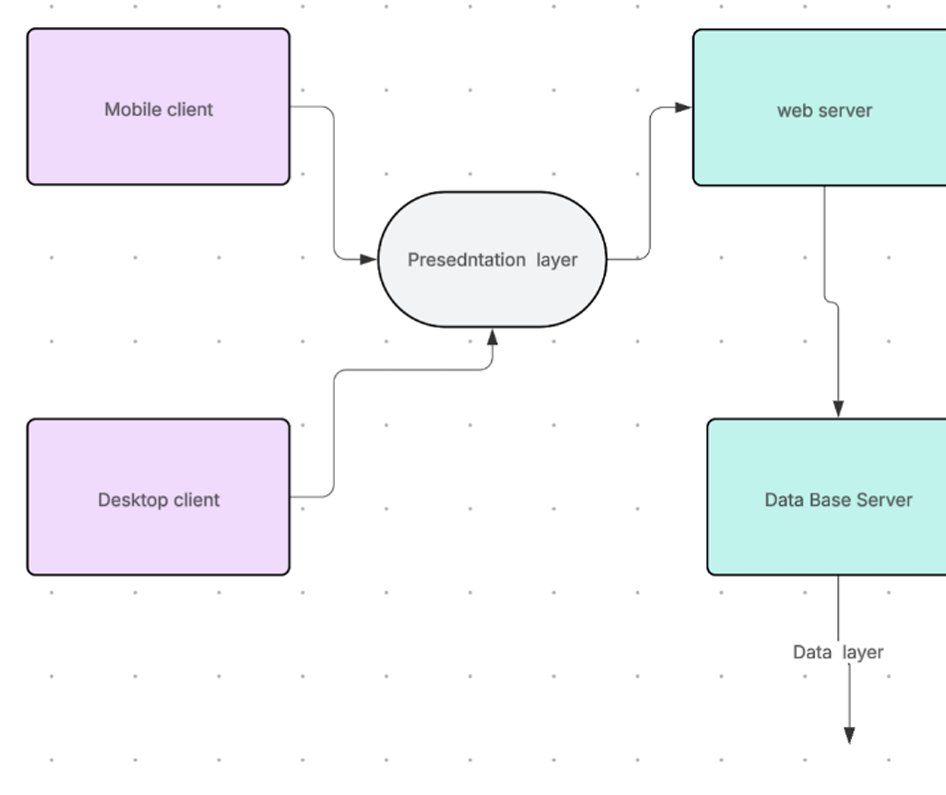 Mobile client
web server
Presedntation layer
Desktop client
Data Base Server
Data layer